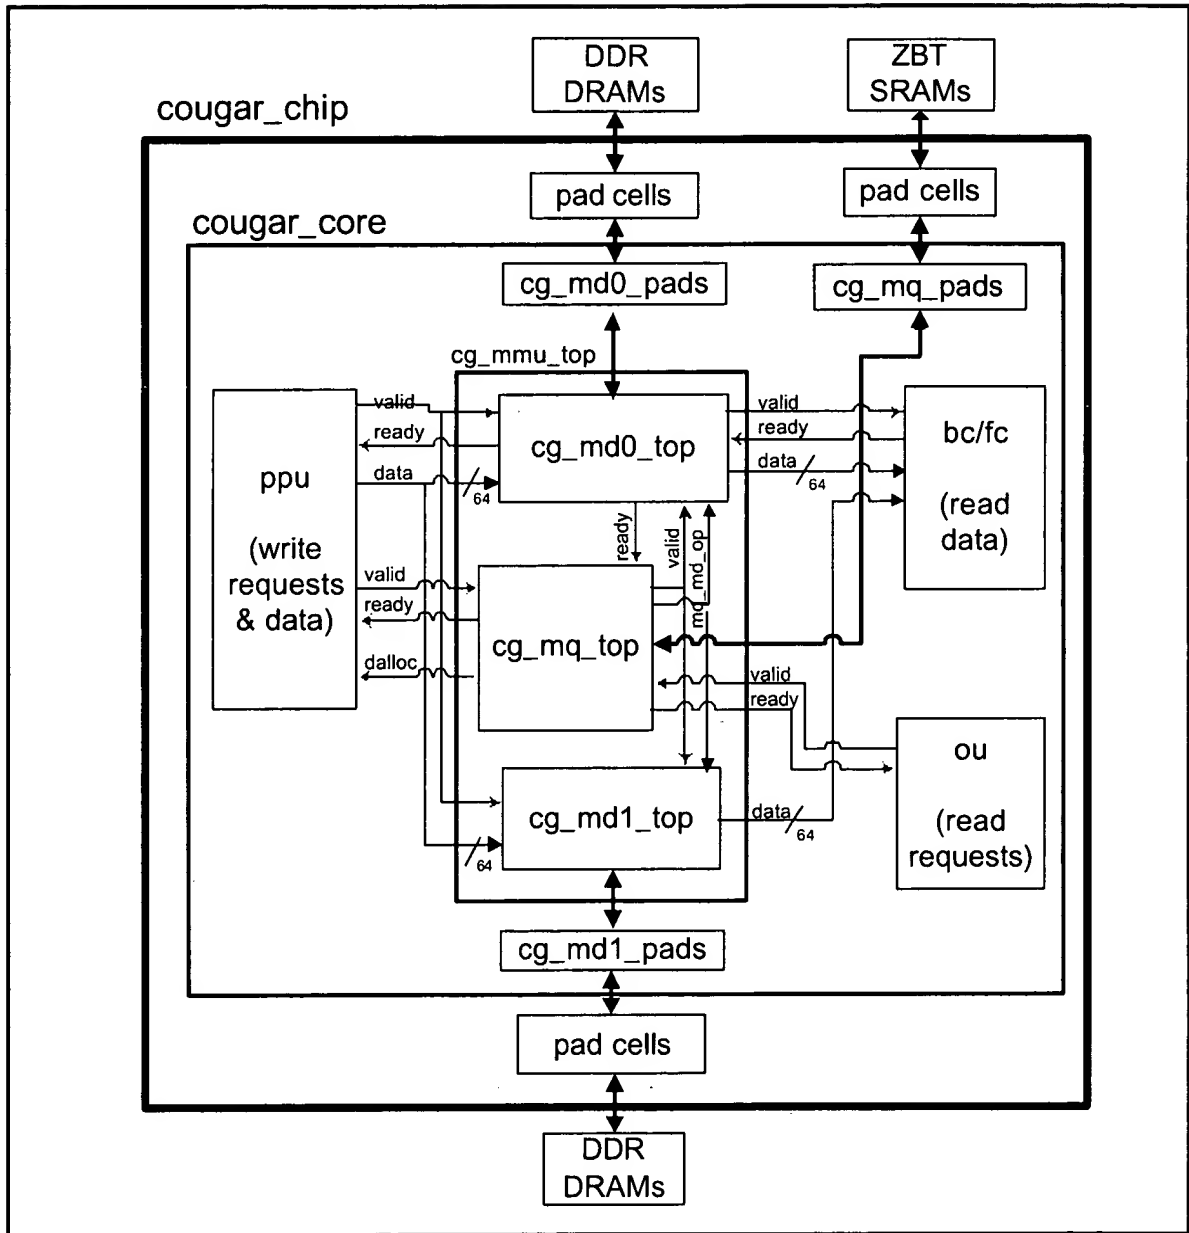 DDR
DRAMs
ZBT
SRAMs
cougar_chip
pad cells
pad cells
cougar_core
cg_md0_pads
cg_mq_pads
cg_mmu_top
valid
ready
data
64
ppu
(write
requests
& data)
cg_md0_top
valid
ready
data
64
bc/fc
(read
data)
ready
valid
mq_md_op
valid
ready
dalloc
cg_mq_top
valid
ready
ou
(read
requests)
64
cg_md1_top
data
64
cg_md1_pads
pad cells
DDR
DRAMs